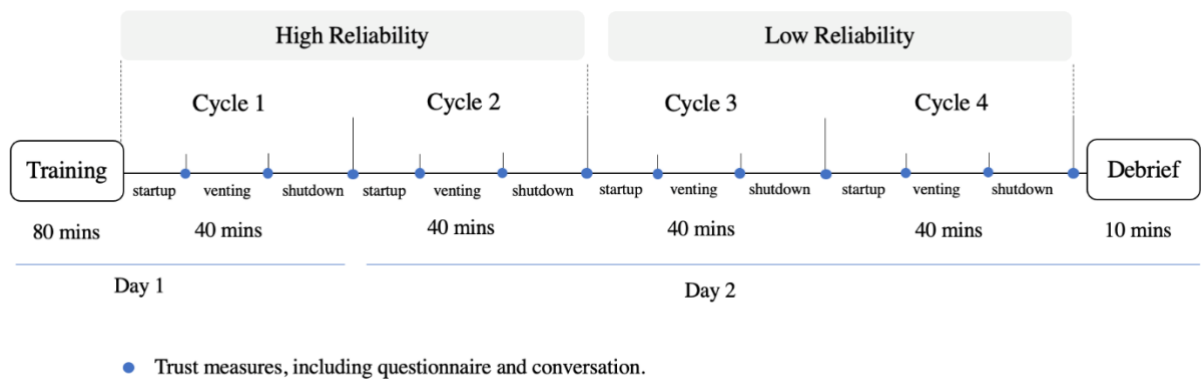 High Reliability Low Reliability
Cycle 1 Cycle 2 Cycle 3 Cycle 4
Training Debrief
startup venting shutdown startup venting shutdown startup venting shutdown startup venting shutdown
80 mins 40 mins 40 mins 40 mins 40 mins 10 mins
Day 1 Day 2
Trust measures, including questionnaire and conversation.